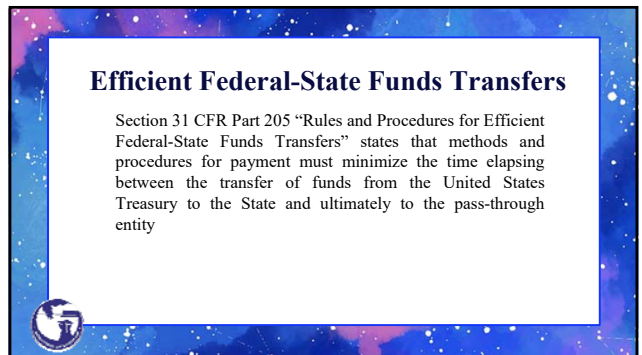 Efficient Federal-State Funds Transfers
Section 31 CFR Part 205 “Rules and Procedures for Efficient
Federal-State Funds Transfers” states that methods and
procedures for payment must minimize the time elapsing
between the transfer of funds from the United States
Treasury to the State and ultimately to the pass-through
entity